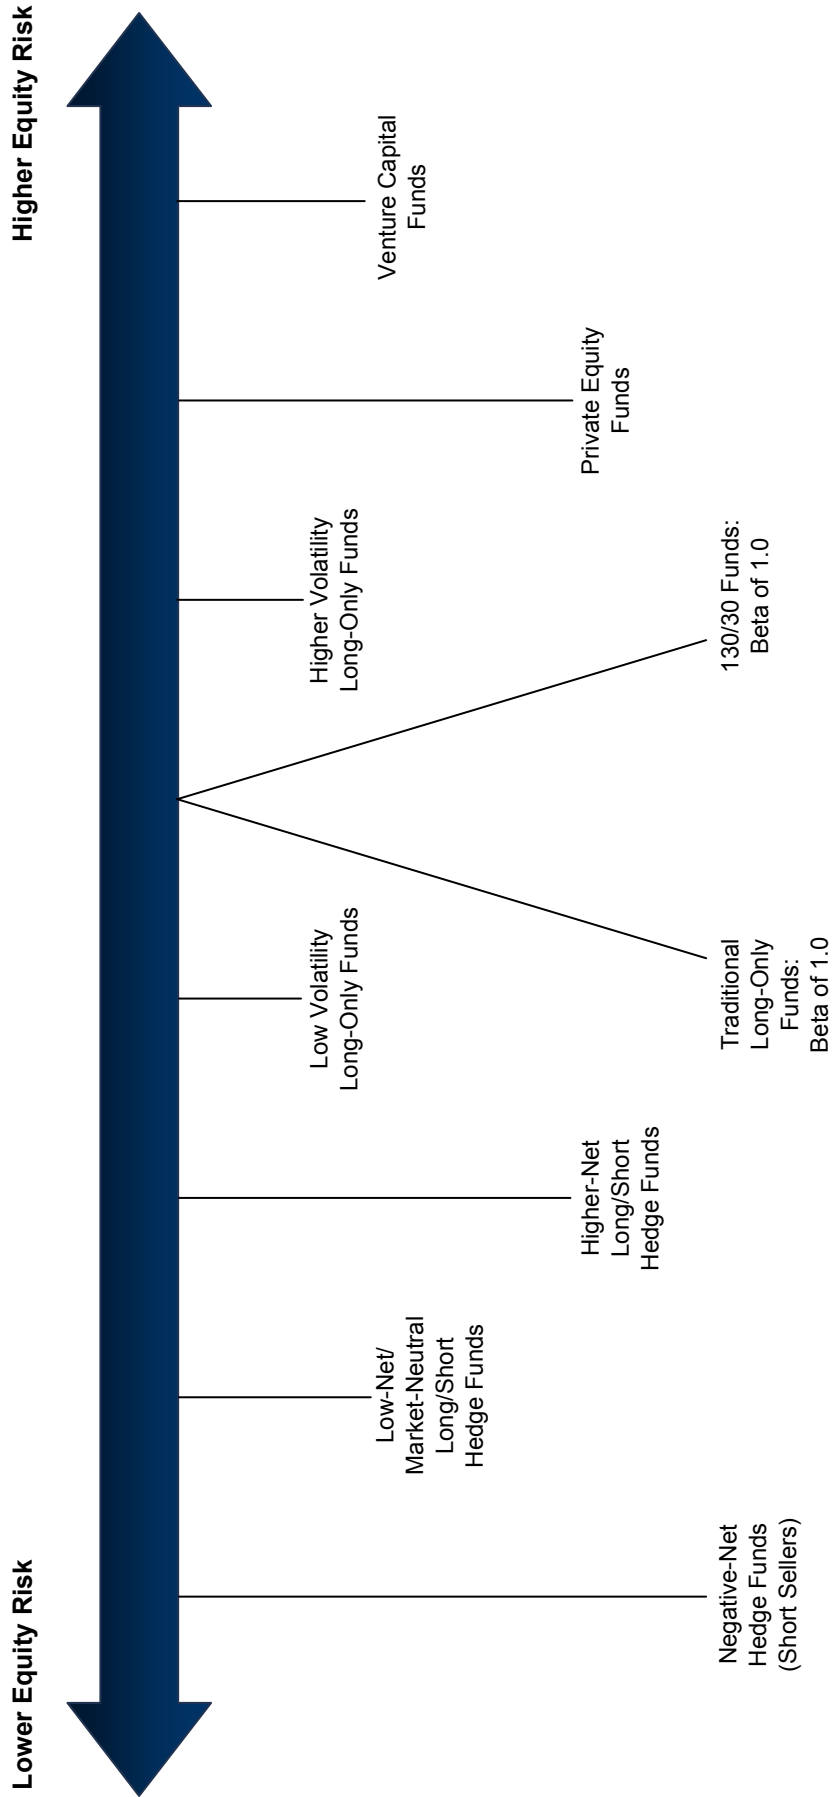 Lower Equity Risk
Higher Equity Risk
Negative-Net
Hedge Funds
(Short Sellers)
Low-Net/
Market-Neutral
Long/Short
Hedge Funds
Higher-Net
Long/Short
Hedge Funds
Low Volatility
Long-Only Funds
Traditional
Long-Only
Funds:
Beta of 1.0
130/30 Funds:
Beta of 1.0
Higher Volatility
Long-Only Funds
Private Equity
Funds
Venture Capital
Funds